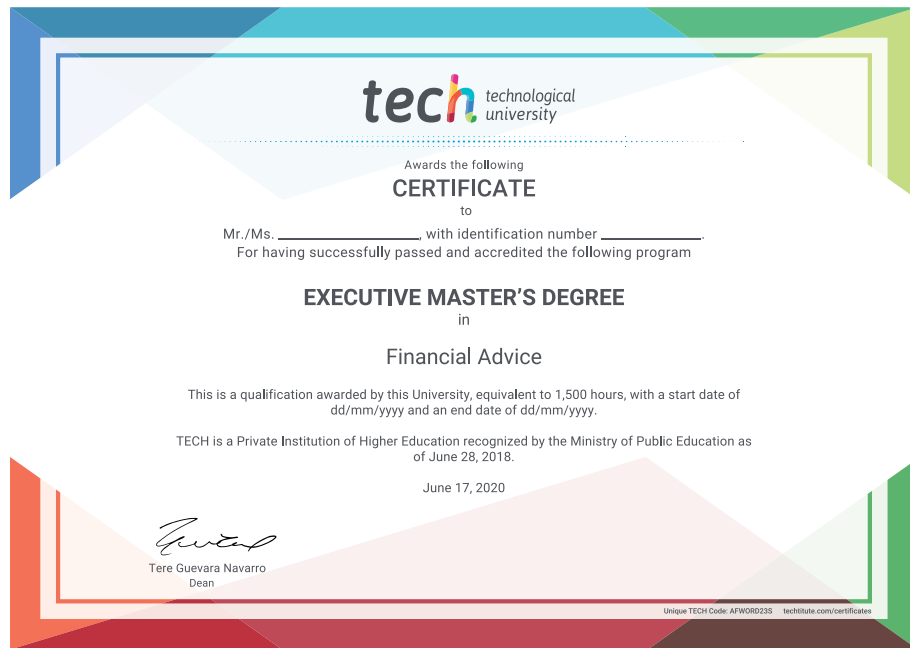 tech technological
university
Awards the following
CERTIFICATE
to
Mr./Ms. ____________, with identification number ____________.
For having successfully passed and accredited the following program
EXECUTIVE MASTER'S DEGREE
in
Financial Advice
This is a qualification awarded by this University, equivalent to 1,500 hours, with a start date of
dd/mm/yyyy and an end date of dd/mm/yyyy.
TECH is a Private Institution of Higher Education recognized by the Ministry of Public Education as
of June 28, 2018.
June 17, 2020
Tere Guevara Navarro
Dean
Unique TECH Code: AFWORD23S techtitute.com/certificates